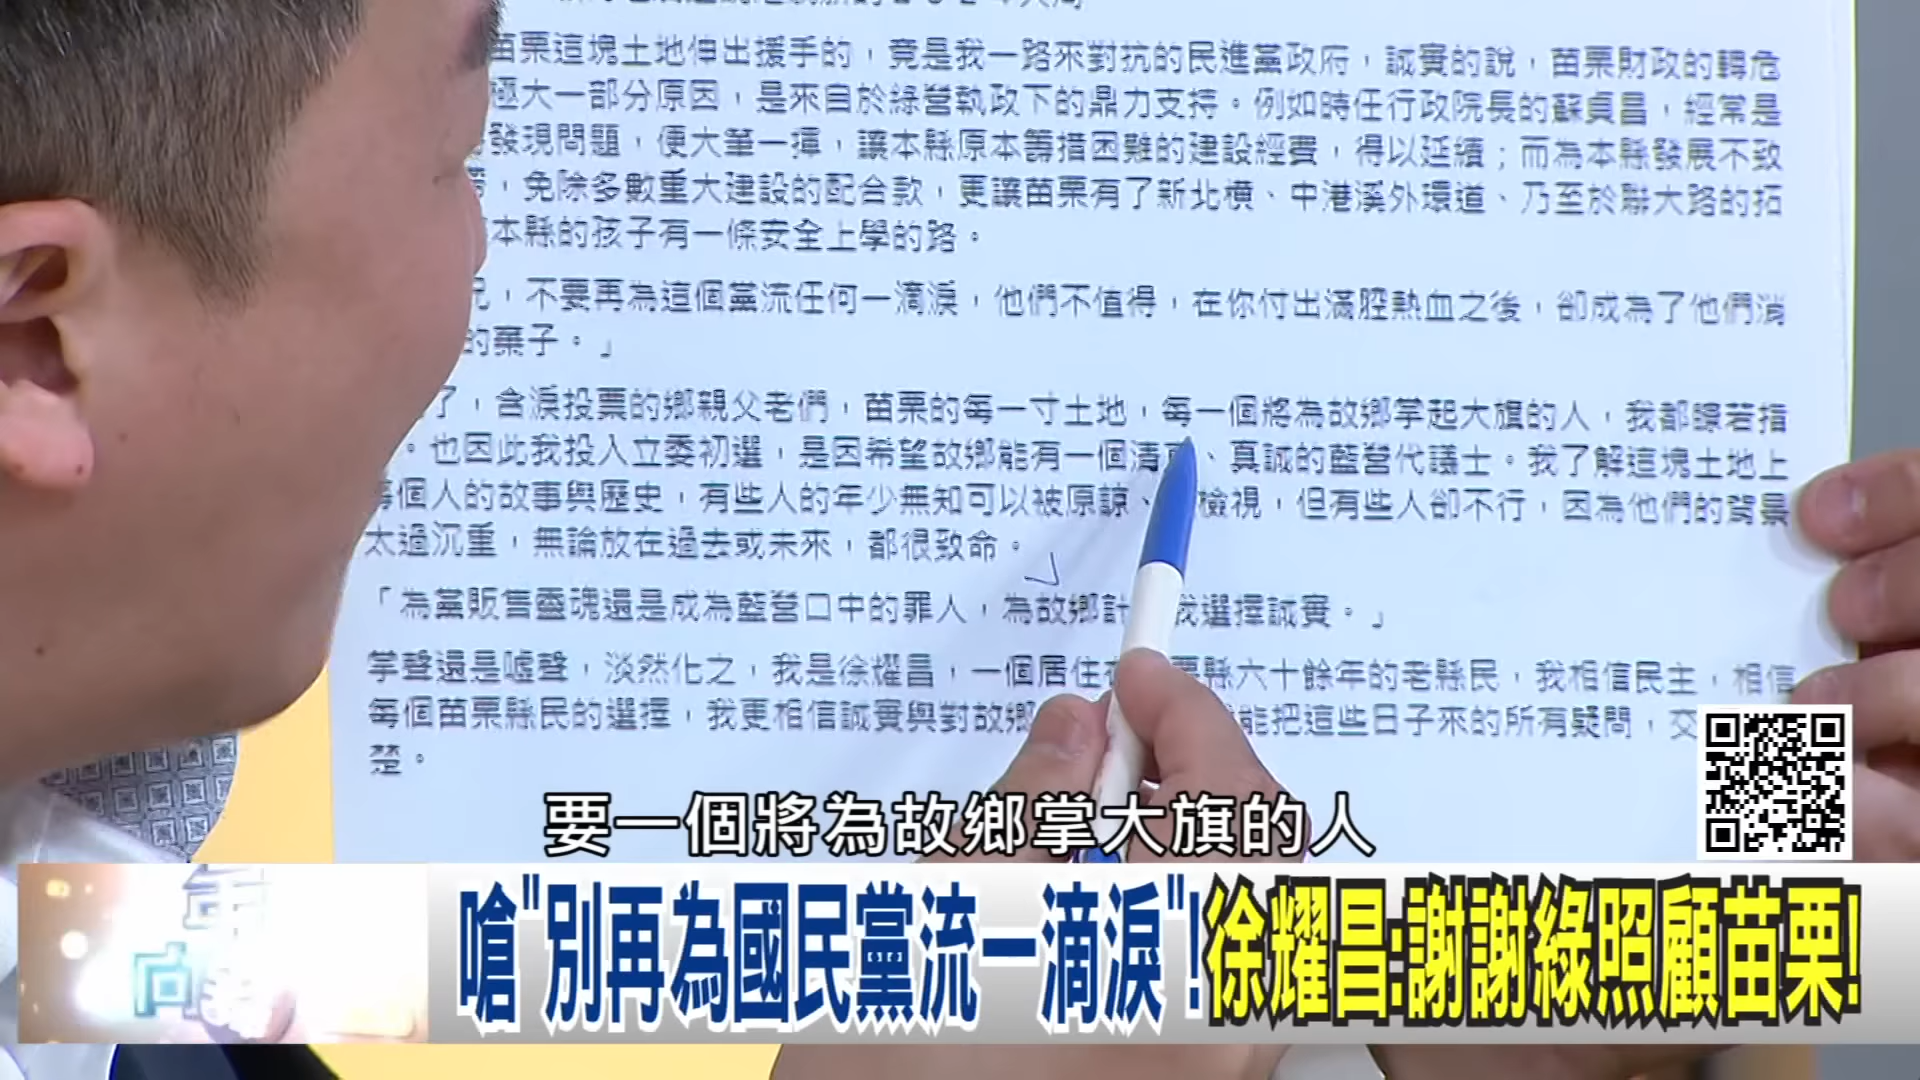 苗栗這塊土地伸出援手的，竟是我一路來對抗的民進黨政府，誠實的說，苗栗財政的轉危
極大一部分原因，是來自於綠營執政下的鼎力支持。例如時任行政院長的蘇貞昌，經常是
發現問題，便大筆一揮，讓本縣原本籌措困難的建設經費，得以延續；而為本縣發展不致
，免除多數重大建設的配合款，更讓苗栗有了新北橫、中港溪外環道、乃至於聯大路的拓
本縣的孩子有一條安全上學的路。
，不要再為這個黨流任何一滴淚，他們不值得，在你付出滿腔熱血之後，卻成為了他們消
的棄子。」
了，含淚投票的鄉親父老們，苗栗的每一寸土地，每一個將為故鄉掌起大旗的人，我都瞭若指
。也因此我投入立委初選，是因希望故鄉能有一個清、真誠的藍營代議士。我了解這塊土地上
每個人的故事與歷史，有些人的年少無知可以被原諒、檢視，但有些人卻不行，因為他們的背景
太過沉重，無論放在過去或未來，都很致命。
「為黨販售靈魂還是成為藍營口中的罪人，為故鄉計我選擇誠實。」
掌聲還是噓聲，淡然化之，我是徐耀昌，一個居住在縣六十餘年的老縣民，我相信民主，相信
每個苗栗縣民的選擇，我更相信誠實與對故鄉能把這些日子來的所有疑問，交
楚。
要一個將為故鄉掌大旗的人
嗆"別再為國民黨流一滴淚"!徐耀昌:謝謝綠照顧苗栗!